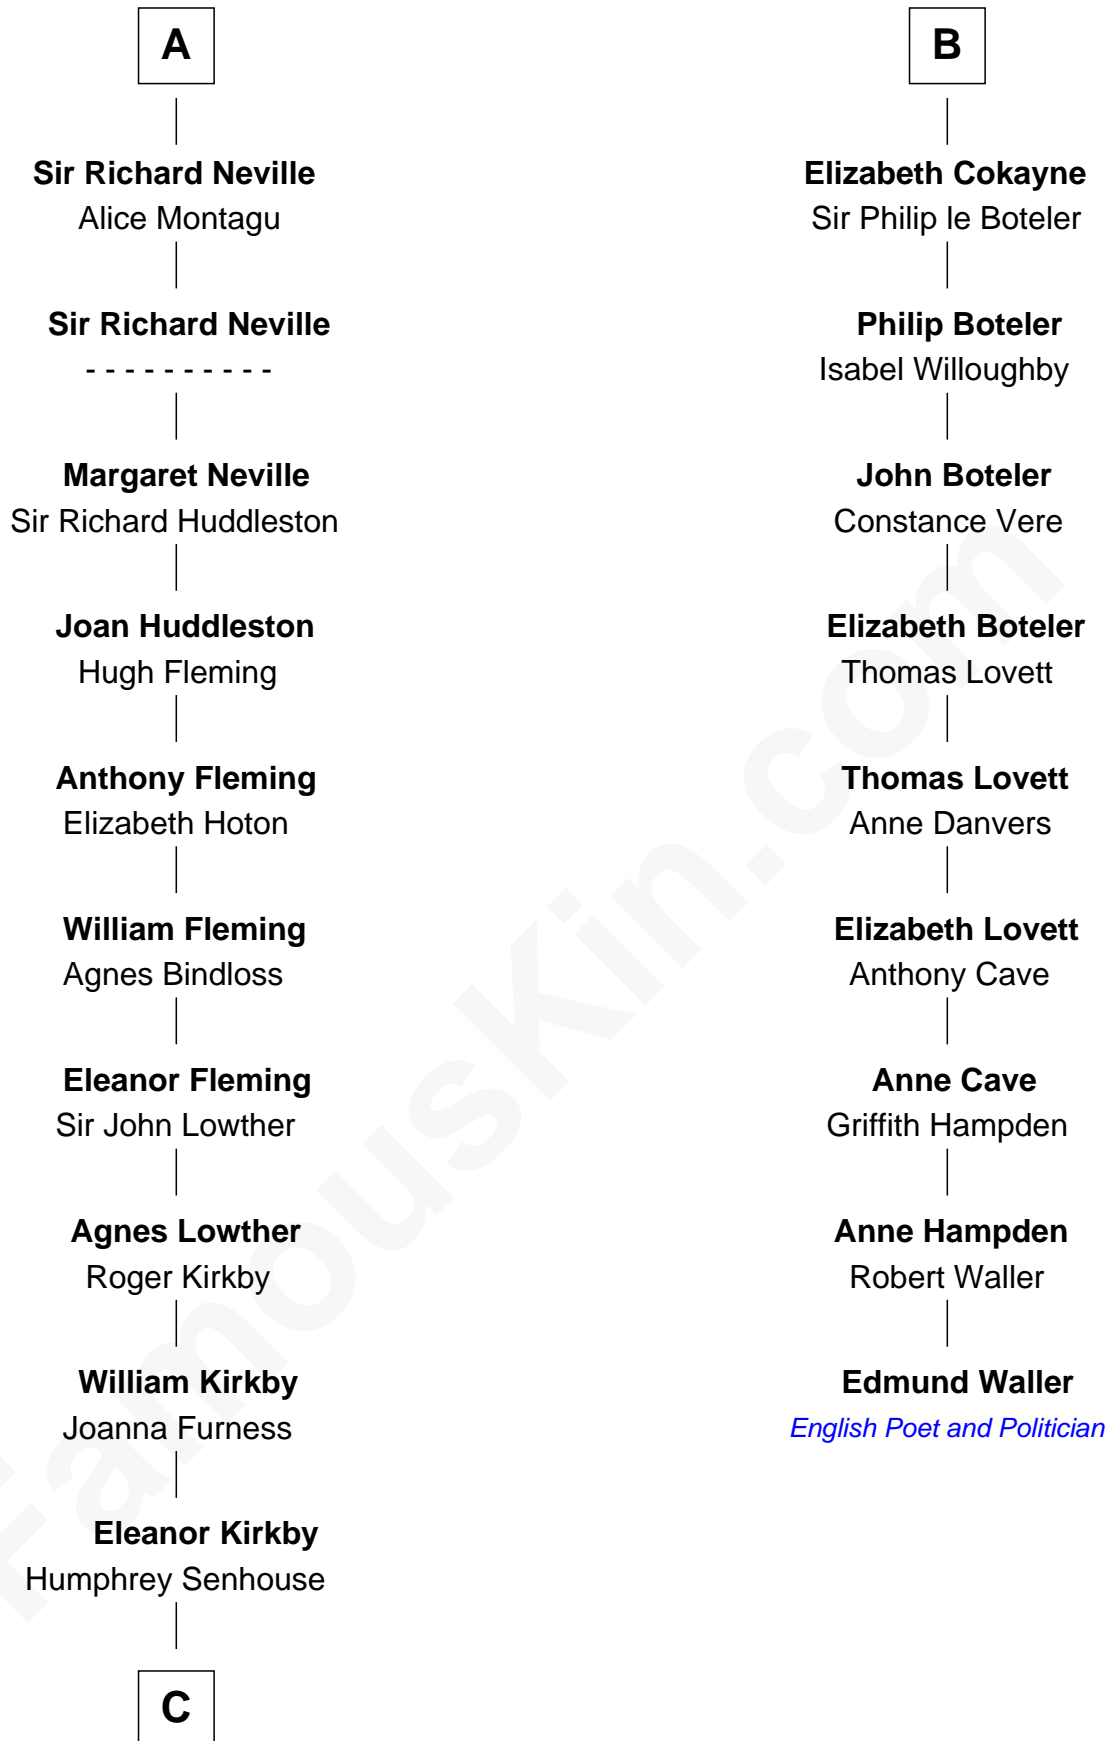 A
Sir Richard Neville
Alice Montagu
Sir Richard Neville
- - - - - - - - - -
Margaret Neville
Sir Richard Huddleston
Joan Huddleston
Hugh Fleming
Anthony Fleming
Elizabeth Hoton
William Fleming
Agnes Bindloss
Eleanor Fleming
Sir John Lowther
Agnes Lowther
Roger Kirkby
William Kirkby
Joanna Furness
Eleanor Kirkby
Humphrey Senhouse
C
B
Elizabeth Cokayne
Sir Philip le Boteler
Philip Boteler
Isabel Willoughby
John Boteler
Constance Vere
Elizabeth Boteler
Thomas Lovett
Thomas Lovett
Anne Danvers
Elizabeth Lovett
Anthony Cave
Anne Cave
Griffith Hampden
Anne Hampden
Robert Waller
Edmund Waller
English Poet and Politician
FamousKin.com